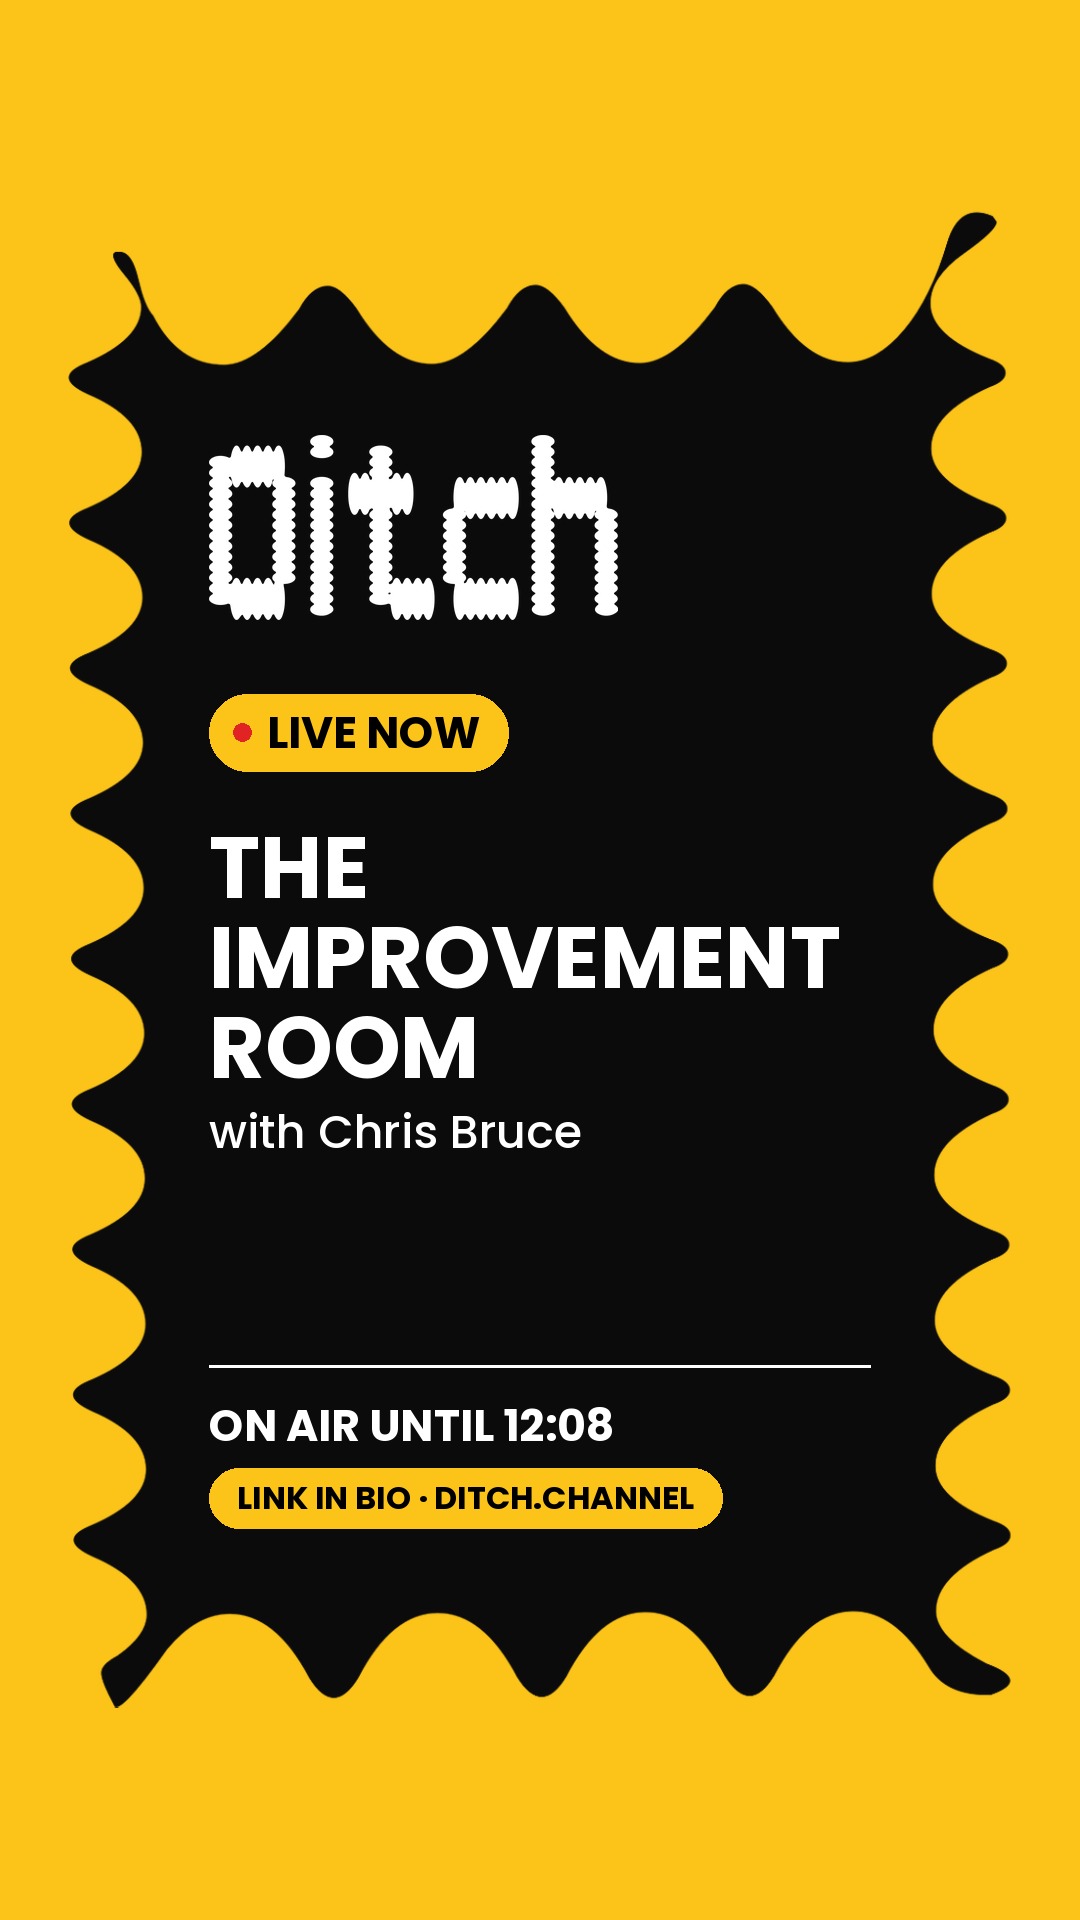 Ditch
LIVE NOW
THE
IMPROVEMENT
ROOM
with Chris Bruce
ON AIR UNTIL 12:08
LINK IN BIO · DITCH.CHANNEL